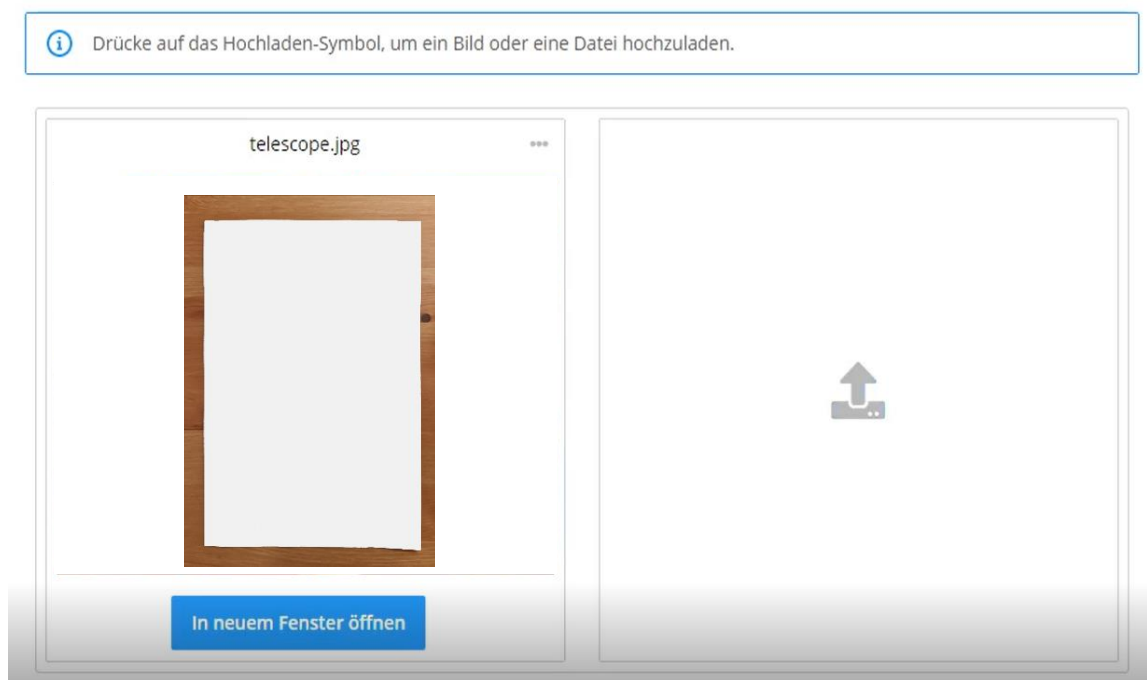 Drücke auf das Hochladen-Symbol, um ein Bild oder eine Datei hochzuladen.
telescope.jpg
In neuem Fenster öffnen